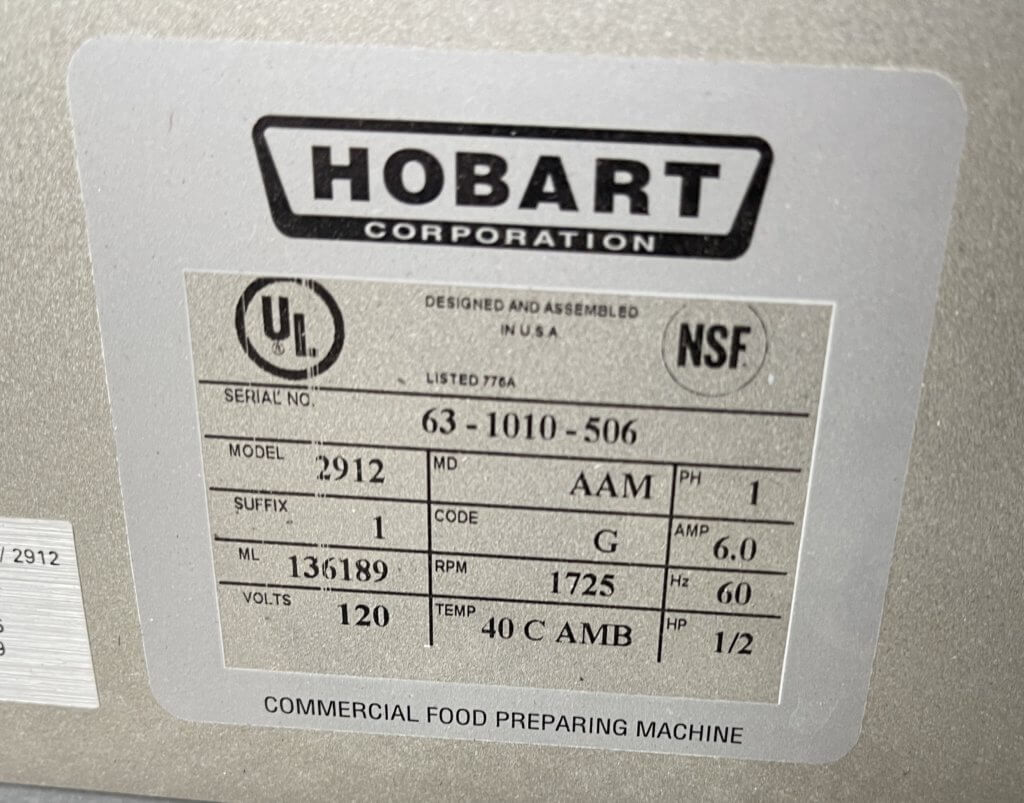 HOBART
CORPORATION
UL
®
DESIGNED AND ASSEMBLED
IN U.S.A
NSF
LISTED 776A
SERIAL NO. 63 - 1010 - 506
MODEL 2912 MD AAM PH 1
SUFFIX 1 CODE G AMP 6.0
ML 136189 RPM 1725 Hz 60
VOLTS 120 TEMP 40 C AMB HP 1/2
COMMERCIAL FOOD PREPARING MACHINE
/ 2912
9